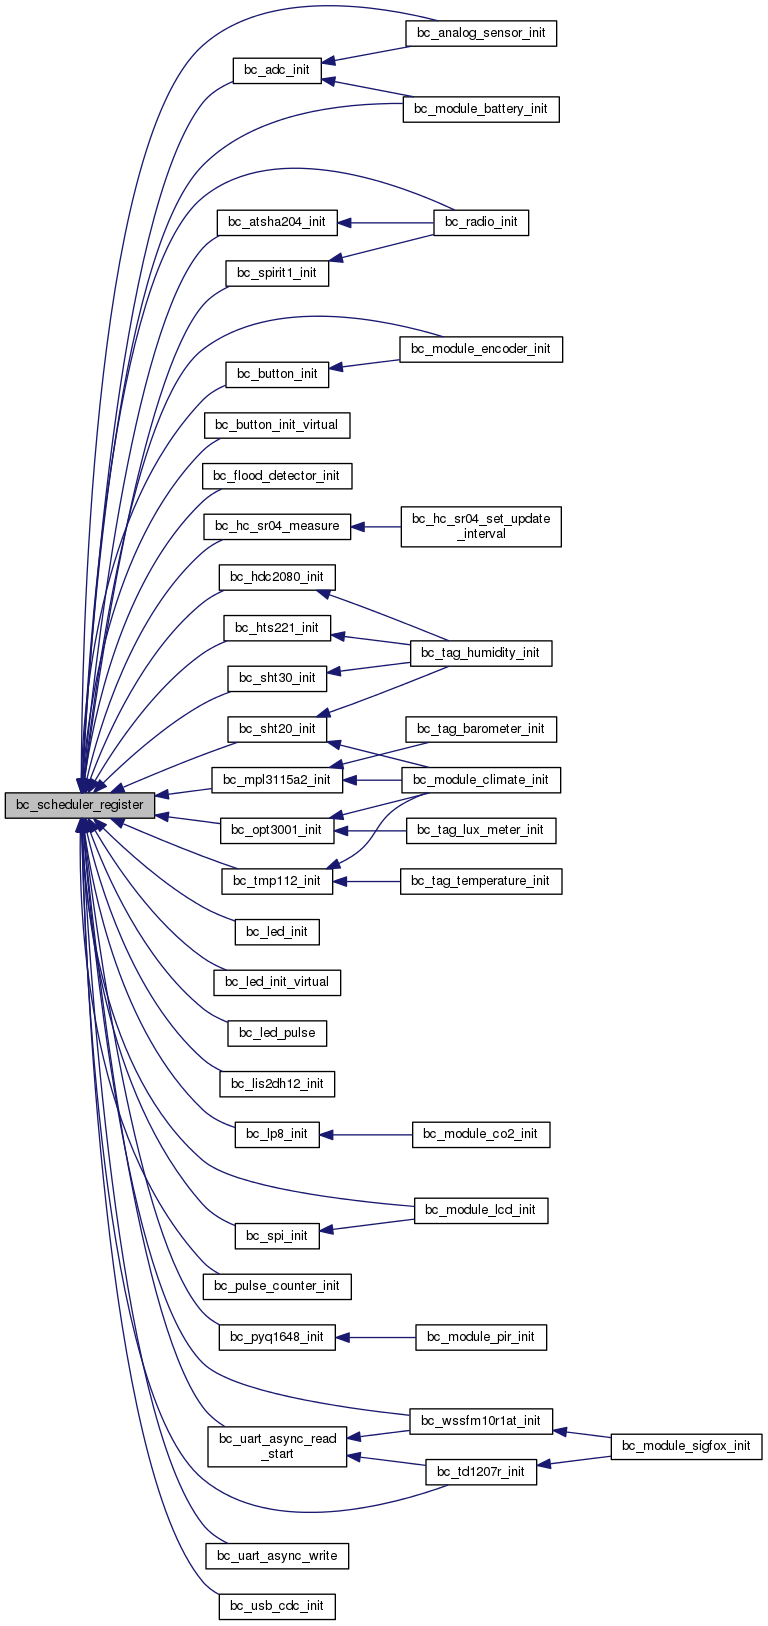 bc_analog_sensor_init
bc_adc_init
bc_module_battery_init
bc_atsha204_init
bc_radio_init
bc_spirit1_init
bc_module_encoder_init
bc_button_init
bc_button_init_virtual
bc_flood_detector_init
bc_hc_sr04_measure
bc_hc_sr04_set_update
_interval
bc_hdc2080_init
bc_hts221_init
bc_tag_humidity_init
bc_sht30_init
bc_sht20_init
bc_tag_barometer_init
bc_mpl3115a2_init
bc_module_climate_init
bc_scheduler_register
bc_opt3001_init
bc_tag_lux_meter_init
bc_tmp112_init
bc_tag_temperature_init
bc_led_init
bc_led_init_virtual
bc_led_pulse
bc_lis2dh12_init
bc_lp8_init
bc_module_co2_init
bc_module_lcd_init
bc_spi_init
bc_pulse_counter_init
bc_pyq1648_init
bc_module_pir_init
bc_wssfm10r1at_init
bc_uart_async_read
_start
bc_module_sigfox_init
bc_td1207r_init
bc_uart_async_write
bc_usb_cdc_init